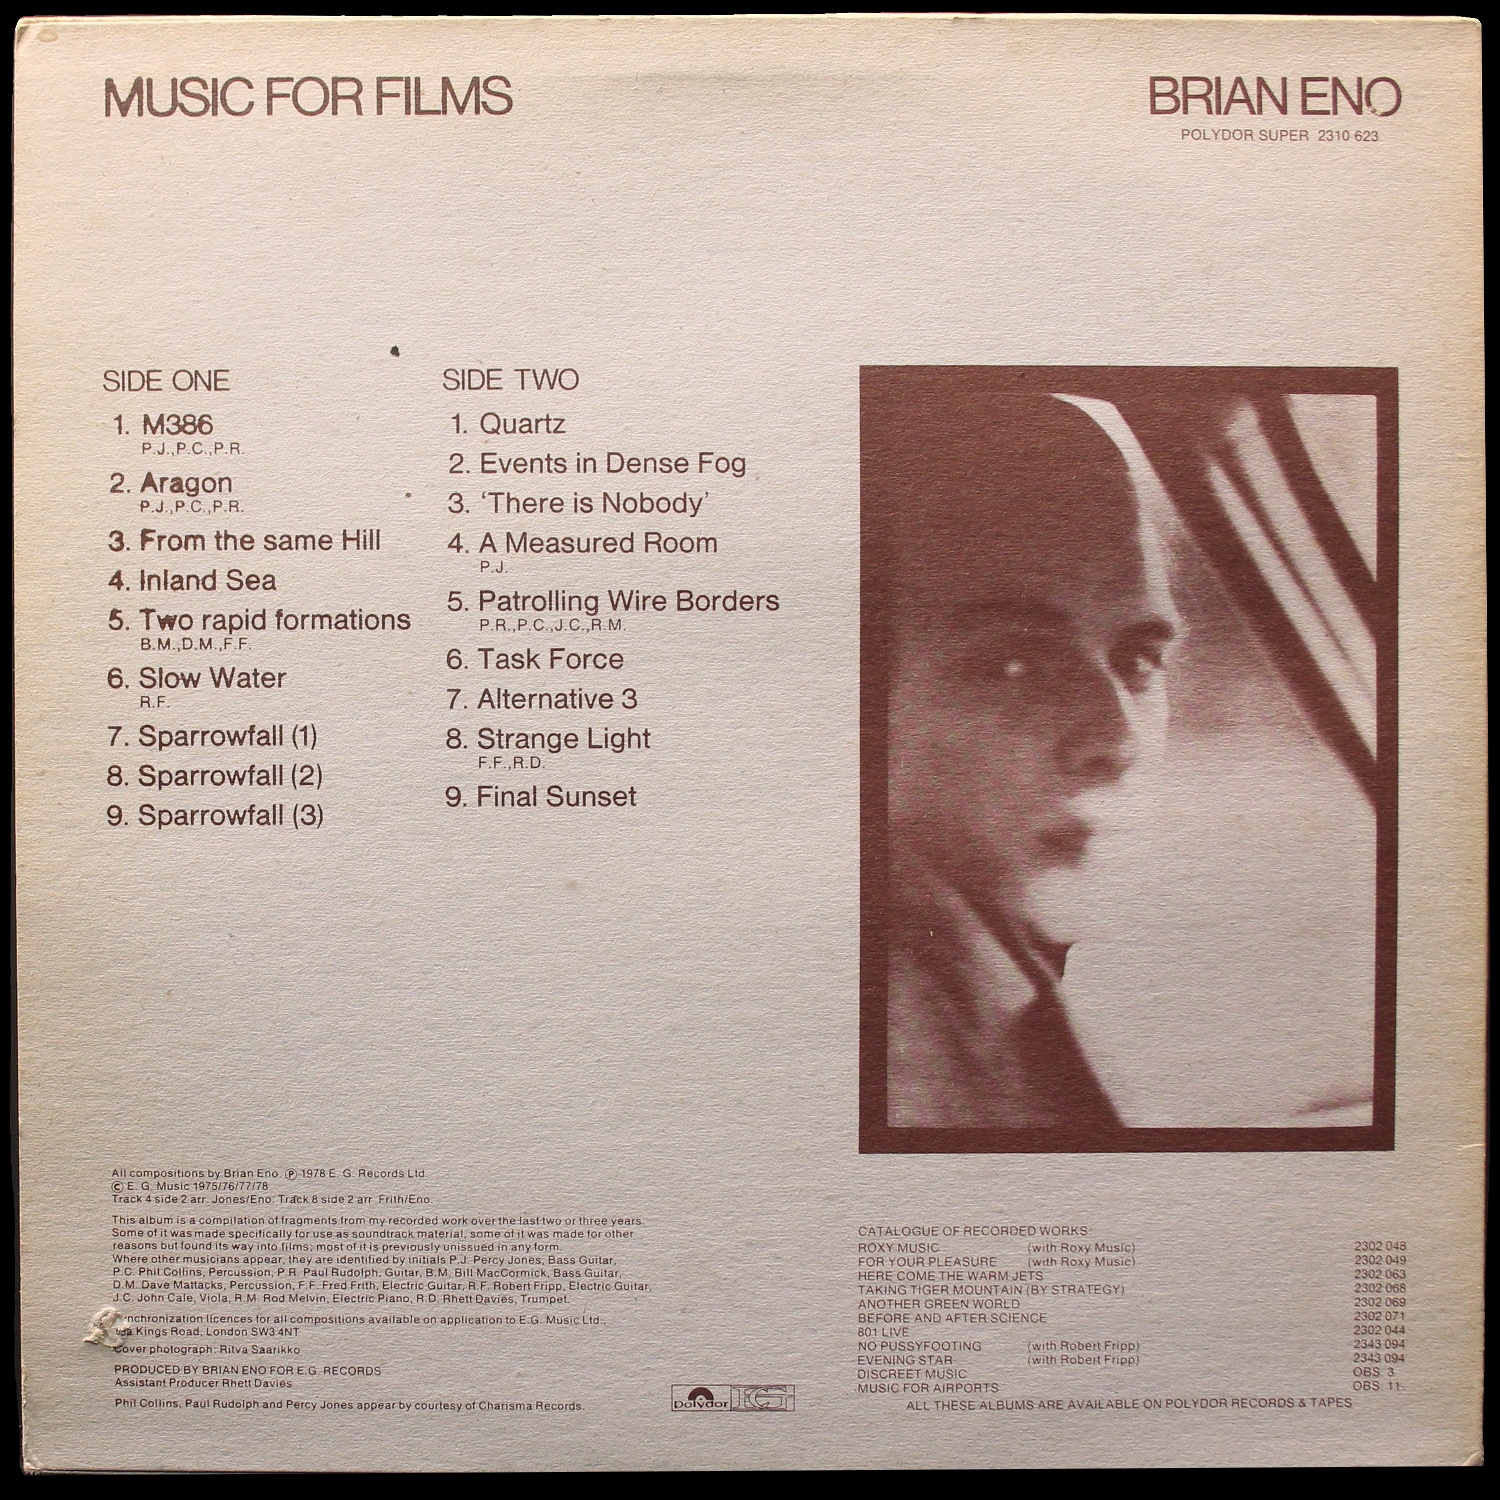 MUSIC FOR FILMS
BRIAN ENO
POLYDOR SUPER 2310 623
SIDE ONE
1. M386
P.J.,P.C.,P.R.
2. Aragon
P.J.,P.C.,P.R.
3. From the same Hill
4. Inland Sea
5. Two rapid formations
B.M.,D.M.,F.F.
6. Slow Water
R.F.
7. Sparrowfall (1)
8. Sparrowfall (2)
9. Sparrowfall (3)
SIDE TWO
1. Quartz
2. Events in Dense Fog
3. ‘There is Nobody’
4. A Measured Room
P.J.
5. Patrolling Wire Borders
P.R.,P.C.,J.C.,R.M.
6. Task Force
7. Alternative 3
8. Strange Light
F.F.,R.D.
9. Final Sunset
All compositions by Brian Eno. ℗ 1978 E. G. Records Ltd.
© E. G. Music 1975/76/77/78
Track 4 side 2 arr. Jones/Eno. Track 8 side 2 arr. Frith/Eno.
This album is a compilation of fragments from my recorded work over the last two or three years.
Some of it was made specifically for use as soundtrack material, some of it was made for other
reasons but found its way into films; most of it is previously unissued in any form.
Where other musicians appear, they are identified by initials P.J. Percy Jones, Bass Guitar,
P.C. Phil Collins, Percussion, P.R. Paul Rudolph, Guitar, B.M. Bill MacCormick, Bass Guitar,
D.M. Dave Mattacks, Percussion, F.F. Fred Frith, Electric Guitar, R.F. Robert Fripp, Electric Guitar,
J.C. John Cale, Viola, R.M. Rod Melvin, Electric Piano, R.D. Rhett Davies, Trumpet.
nchronization licences for all compositions available on application to E.G. Music Ltd.,
Kings Road, London SW3 4NT
Cover photograph: Ritva Saarikko
PRODUCED BY BRIAN ENO FOR E.G. RECORDS
Assistant Producer Rhett Davies
Phil Collins, Paul Rudolph and Percy Jones appear by courtesy of Charisma Records.
polydor EG
CATALOGUE OF RECORDED WORKS:
ROXY MUSIC (with Roxy Music) 2302 048
FOR YOUR PLEASURE (with Roxy Music) 2302 049
HERE COME THE WARM JETS 2302 063
TAKING TIGER MOUNTAIN (BY STRATEGY) 2302 068
ANOTHER GREEN WORLD 2302 069
BEFORE AND AFTER SCIENCE 2302 071
801 LIVE 2302 044
NO PUSSYFOOTING (with Robert Fripp) 2343 094
EVENING STAR (with Robert Fripp) 2343 094
DISCREET MUSIC OBS. 3
MUSIC FOR AIRPORTS OBS. 11.
ALL THESE ALBUMS ARE AVAILABLE ON POLYDOR RECORDS & TAPES